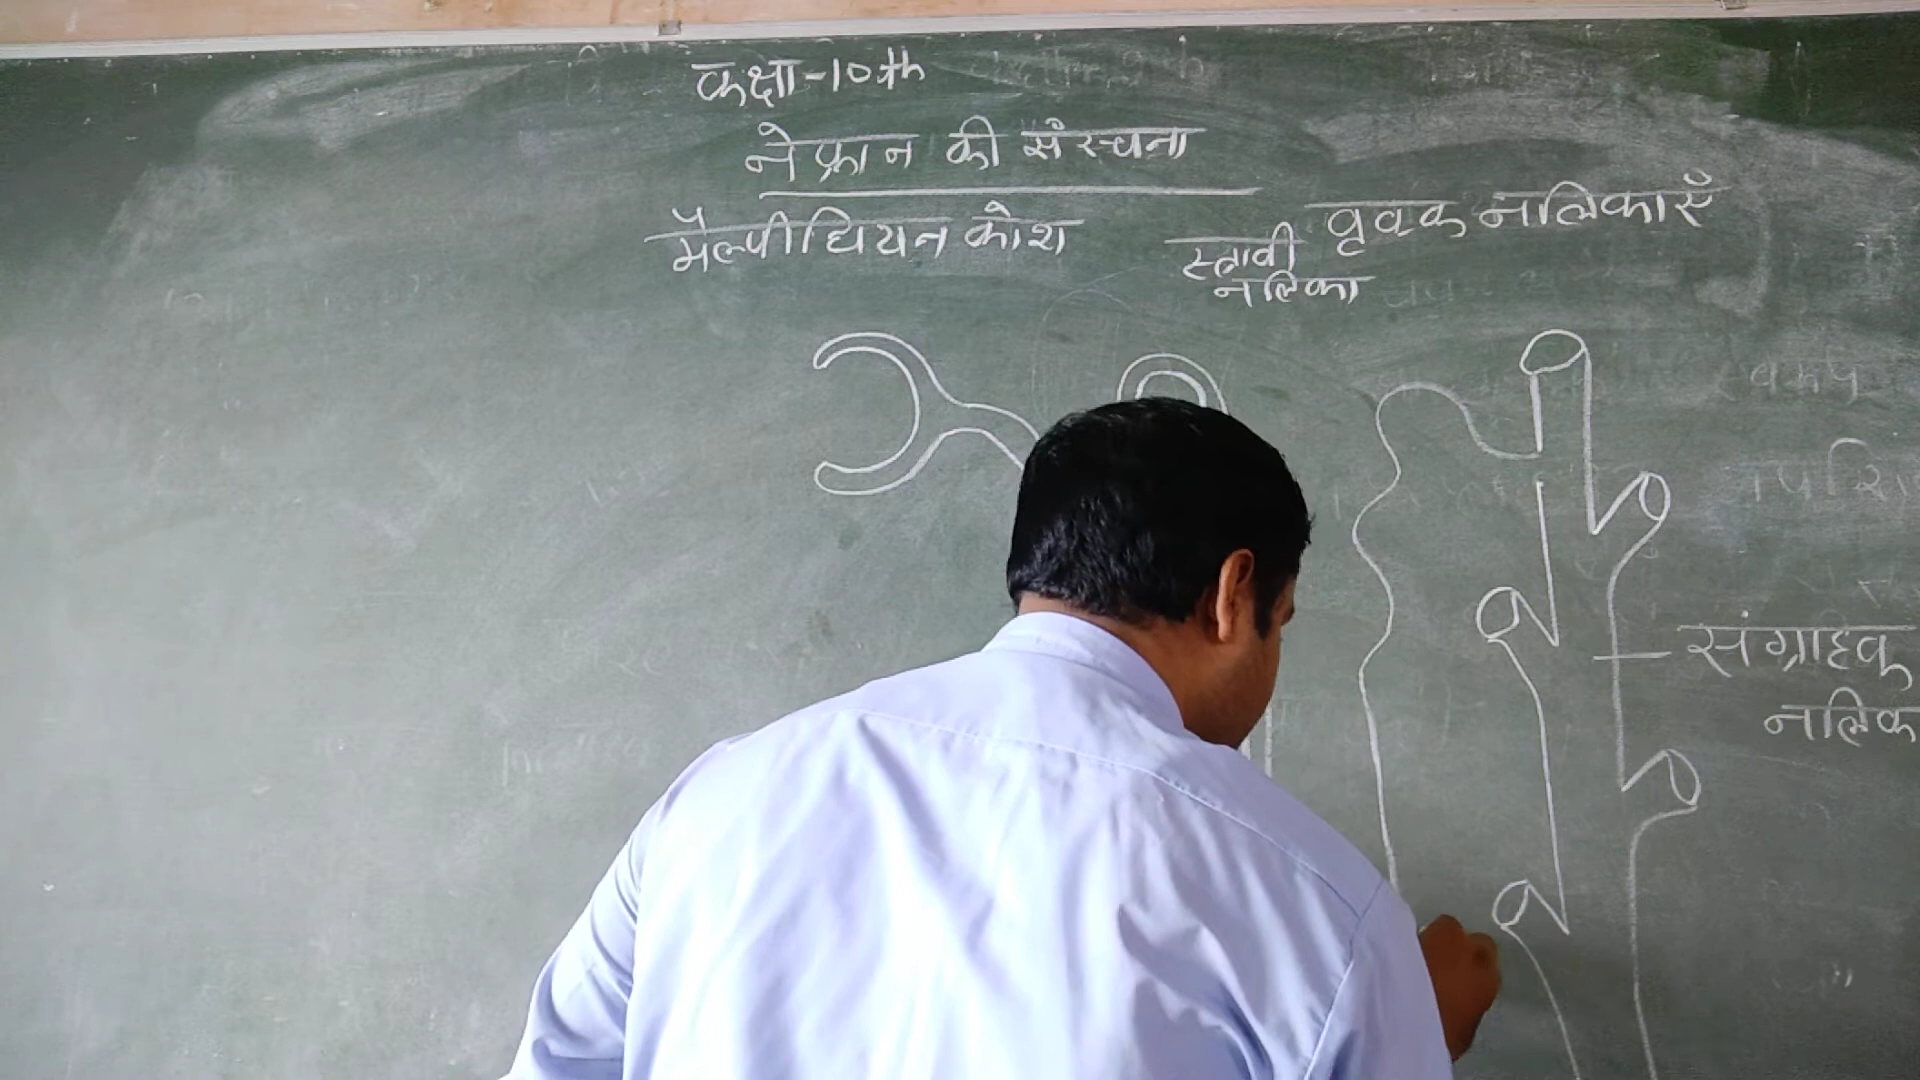 कक्षा-10th
नेफ्रान की संरचना
मैल्पीघियन कोश
स्त्रावी
नलिका
वृक्क नलिकाएँ
संग्राहक
नलिक